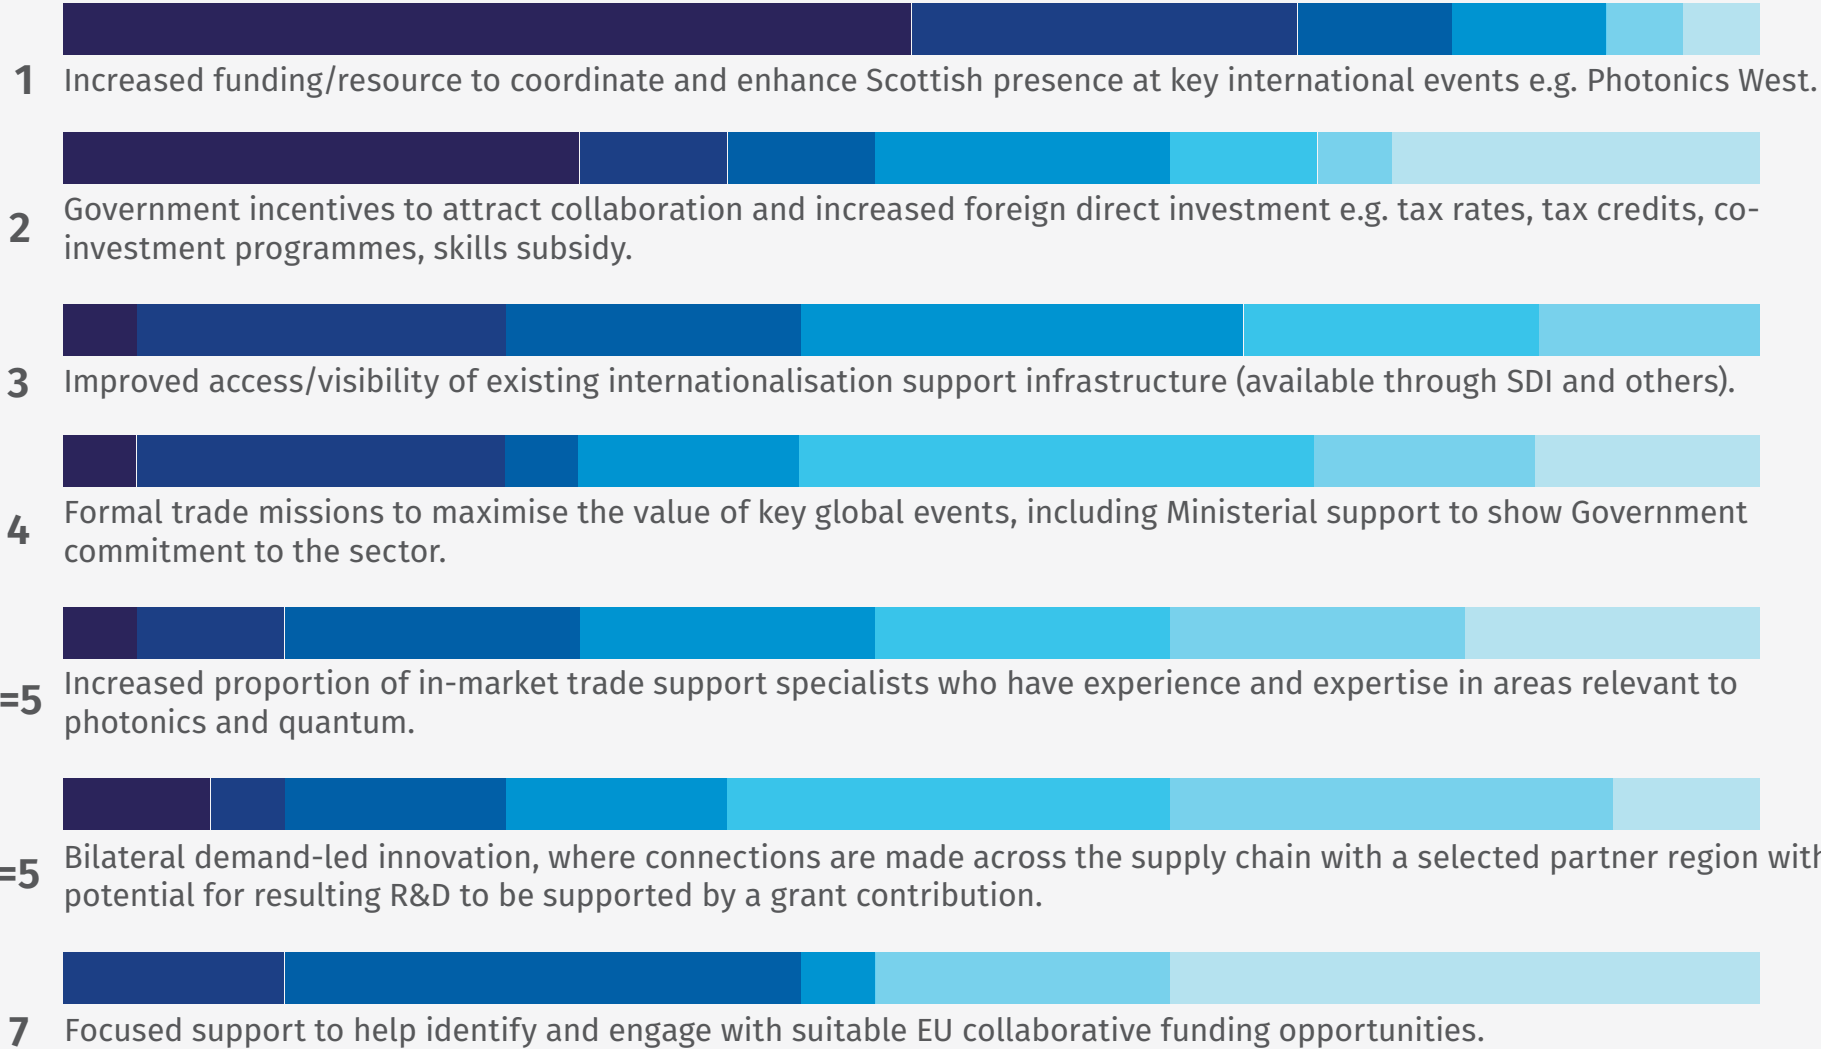 1 Increased funding/resource to coordinate and enhance Scottish presence at key international events e.g. Photonics West.
2 Government incentives to attract collaboration and increased foreign direct investment e.g. tax rates, tax credits, co-
investment programmes, skills subsidy.
3 Improved access/visibility of existing internationalisation support infrastructure (available through SDI and others).
4 Formal trade missions to maximise the value of key global events, including Ministerial support to show Government
commitment to the sector.
=5 Increased proportion of in-market trade support specialists who have experience and expertise in areas relevant to
photonics and quantum.
=5 Bilateral demand-led innovation, where connections are made across the supply chain with a selected partner region with
potential for resulting R&D to be supported by a grant contribution.
7 Focused support to help identify and engage with suitable EU collaborative funding opportunities.